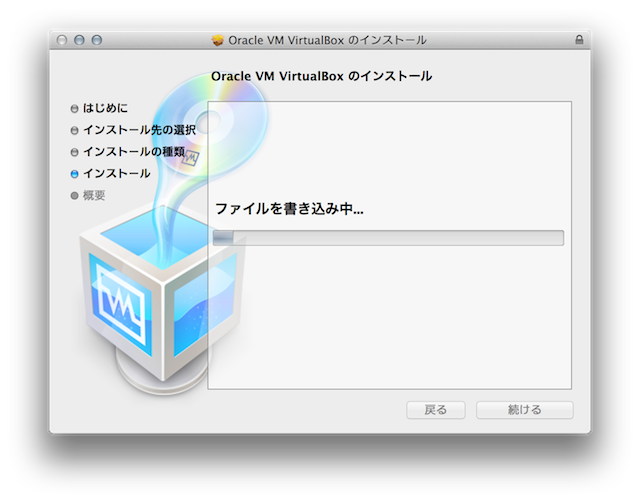 Oracle VM VirtualBox のインストール
Oracle VM VirtualBox のインストール
はじめに
インストール先の選択
インストールの種類
インストール
概要
ファイルを書き込み中...
VM
戻る
続ける